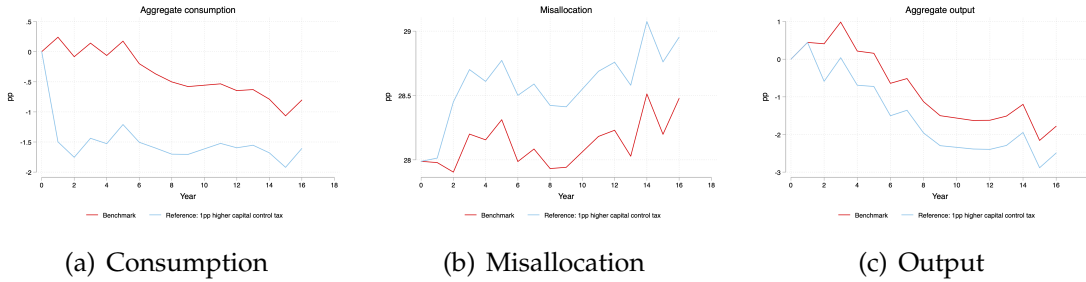 Aggregate consumption
pp
.5
0
-.5
-1
-1.5
-2
0 2 4 6 8 10 12 14 16 18
Year
Benchmark Reference: 1pp higher capital control tax
(a) Consumption
Misallocation
pp
29
28.5
28
0 2 4 6 8 10 12 14 16 18
Year
Benchmark Reference: 1pp higher capital control tax
(b) Misallocation
Aggregate output
pp
1
0
-1
-2
-3
0 2 4 6 8 10 12 14 16
Year
Benchmark Reference: 1pp higher capital control tax
(c) Output